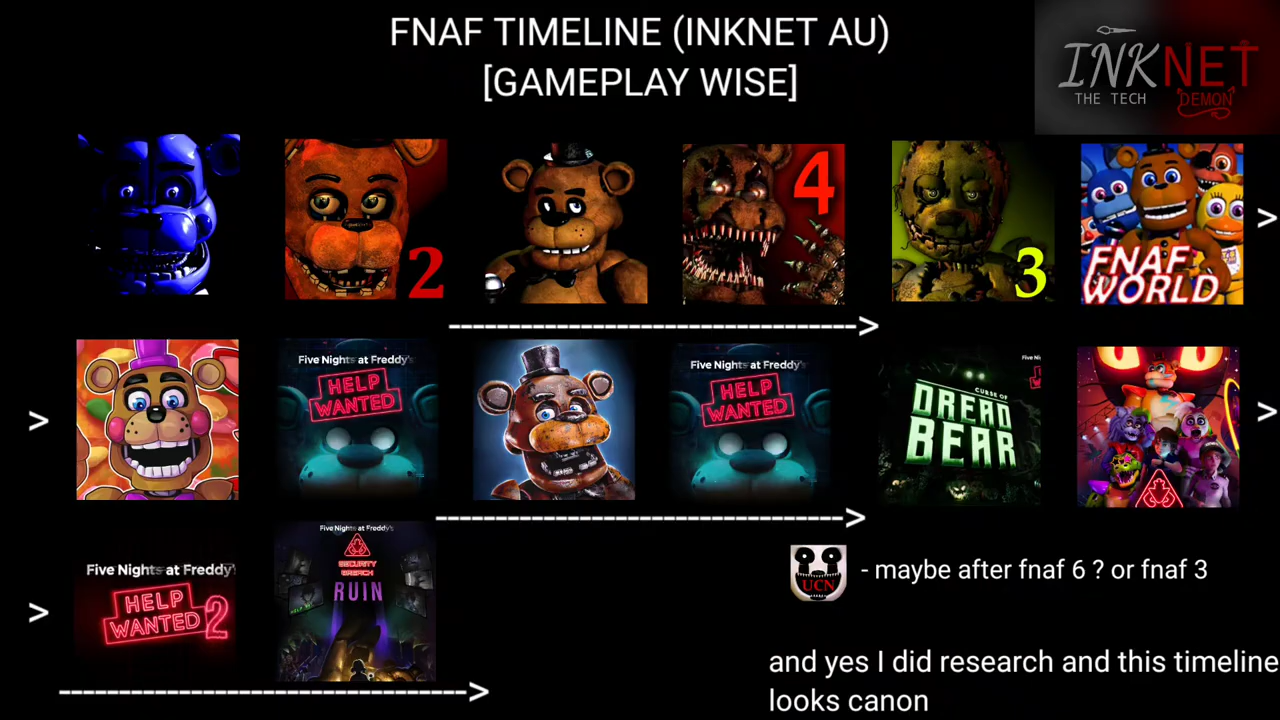 FNAF TIMELINE (INKNET AU)
[GAMEPLAY WISE]
INKNET
THE TECH DEMON
2
4
3
FNAF
WORLD
>
-------------------------------->
>
Five Nights at Freddy's
HELP
WANTED
Five Nights at Freddy's
HELP
WANTED
Five Ni
CURSE OF
DREAD
BEAR
>
-------------------------------->
>
Five Nights at Freddy's
HELP
WANTED 2
Five Nights at Freddy's
SECURITY
BREACH
RUIN
-------------------------------->
UCN
- maybe after fnaf 6 ? or fnaf 3
and yes I did research and this timeline
looks canon